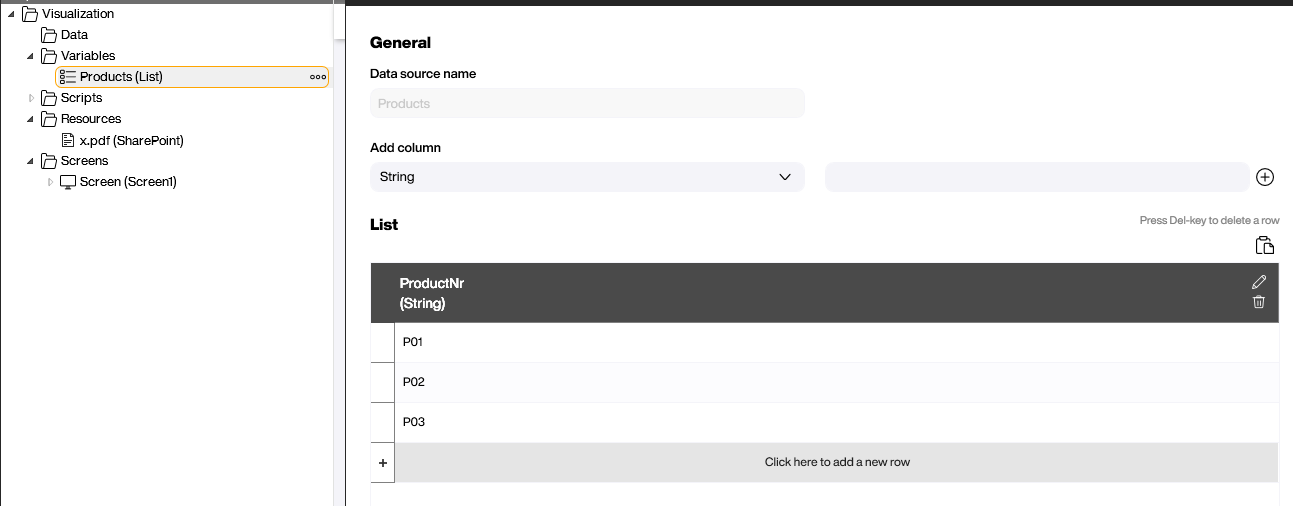 Visualization
Data
Variables
Products (List)
Scripts
Resources
x.pdf (SharePoint)
Screens
Screen (Screen1)
General
Data source name
Products
Add column
String
List
Press Del-key to delete a row
ProductNr
(String)
P01
P02
P03
+
Click here to add a new row